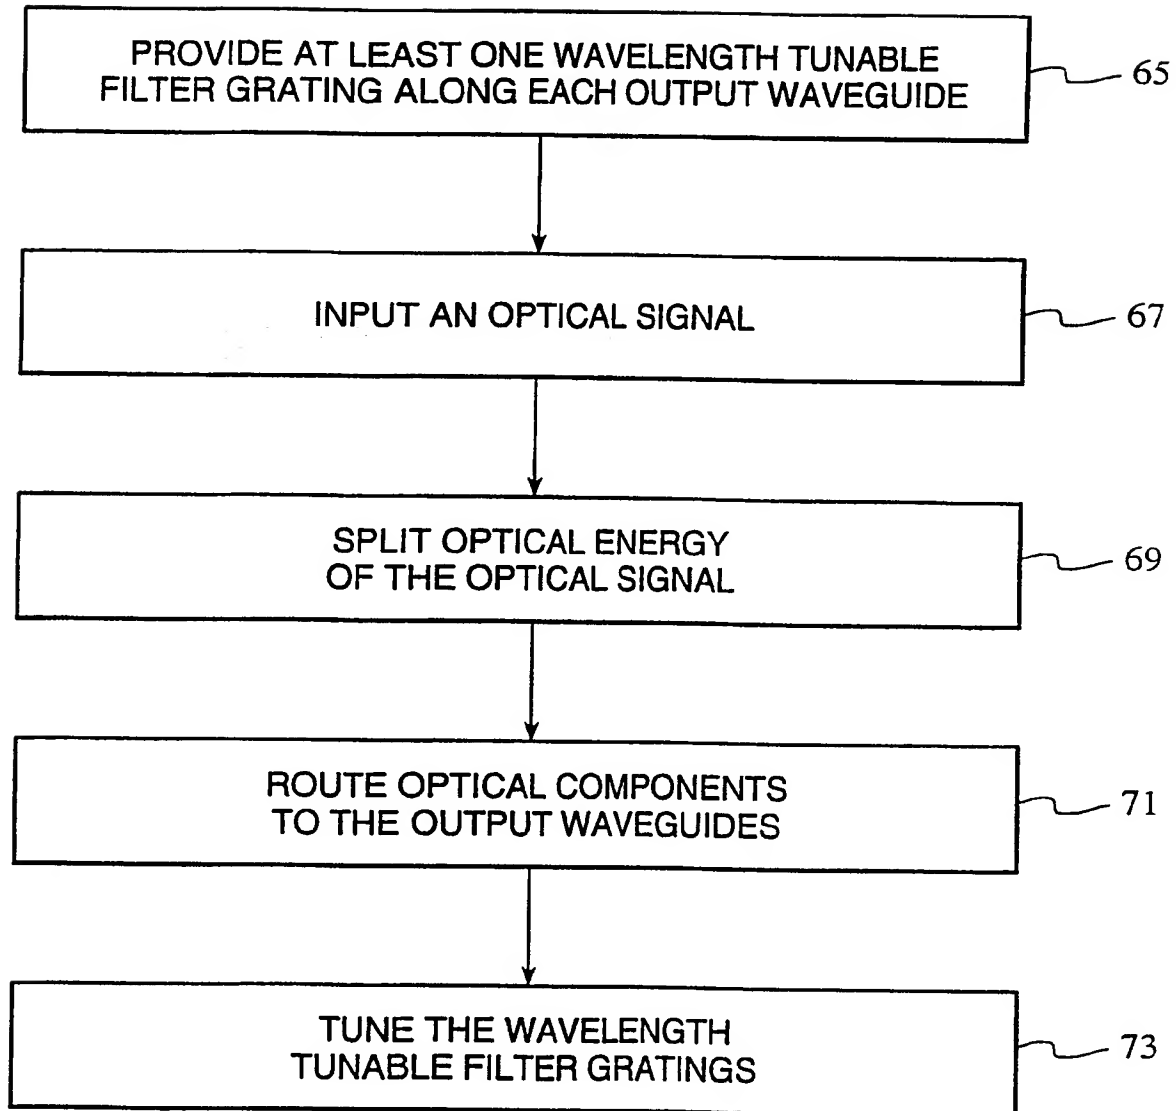 PROVIDE AT LEAST ONE WAVELENGTH TUNABLE
FILTER GRATING ALONG EACH OUTPUT WAVEGUIDE
65
INPUT AN OPTICAL SIGNAL
67
SPLIT OPTICAL ENERGY
OF THE OPTICAL SIGNAL
69
ROUTE OPTICAL COMPONENTS
TO THE OUTPUT WAVEGUIDES
71
TUNE THE WAVELENGTH
TUNABLE FILTER GRATINGS
73